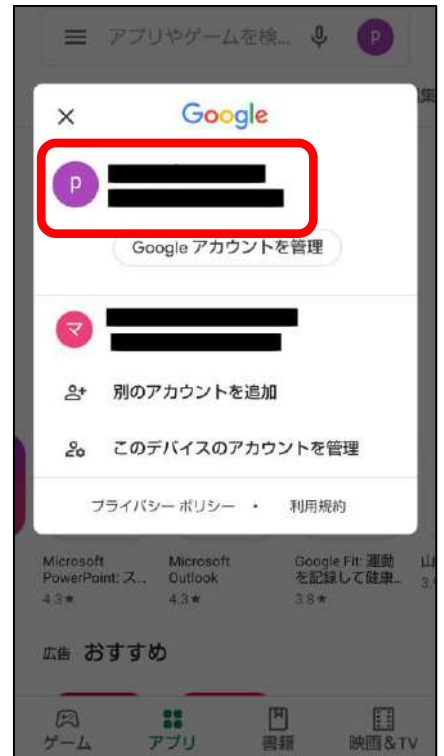 アプリやゲームを検...
P
Google
p
Google アカウントを管理
マ
別のアカウントを追加
このデバイスのアカウントを管理
プライバシー ポリシー ・ 利用規約
Microsoft PowerPoint: ス...
4.3★
Microsoft Outlook
4.3★
Google Fit: 運動を記録して健康...
3.8★
山
3.
広告 おすすめ
ゲーム アプリ 書籍 映画&TV